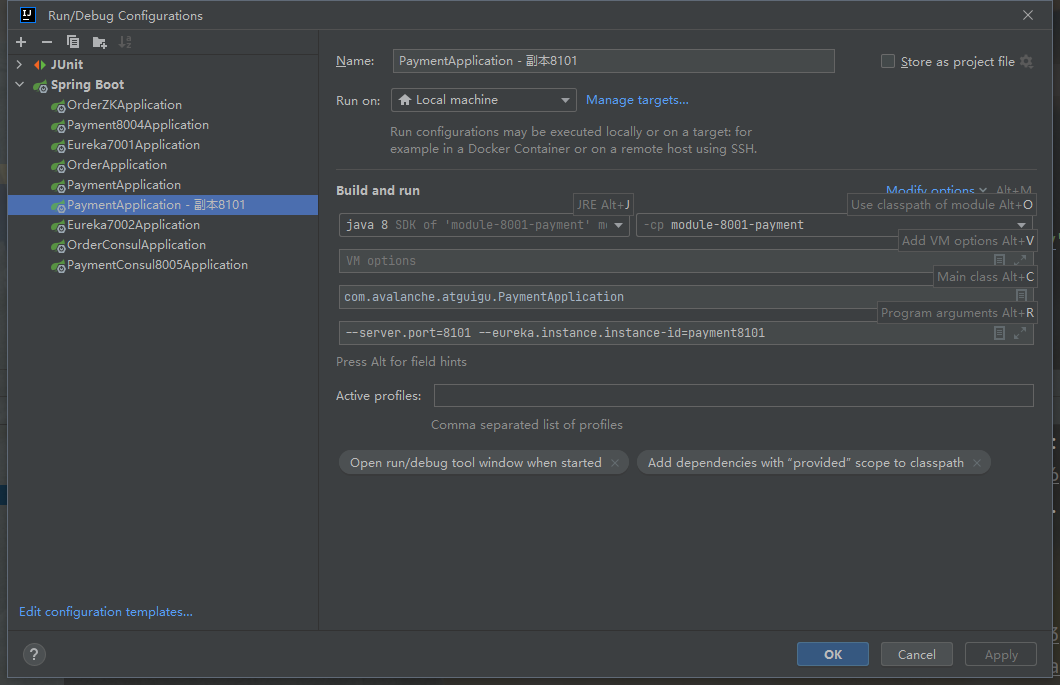 Run/Debug Configurations
JUnit
Spring Boot
OrderZKApplication
Payment8004Application
Eureka7001Application
OrderApplication
PaymentApplication
PaymentApplication - 副本8101
Eureka7002Application
OrderConsulApplication
PaymentConsul8005Application
Edit configuration templates...
Name: PaymentApplication - 副本8101 Store as project file
Run on: Local machine Manage targets...
Run configurations may be executed locally or on a target: for
example in a Docker Container or on a remote host using SSH.
Build and run Modify options Alt+M
JRE Alt+J Use classpath of module Alt+O
java 8 SDK of 'module-8001-payment' -cp module-8001-payment
Add VM options Alt+V
VM options
Main class Alt+C
com.avalanche.atguigu.PaymentApplication
Program arguments Alt+R
--server.port=8101 --eureka.instance.instance-id=payment8101
Press Alt for field hints
Active profiles:
Comma separated list of profiles
Open run/debug tool window when started × Add dependencies with “provided” scope to classpath ×
? OK Cancel Apply